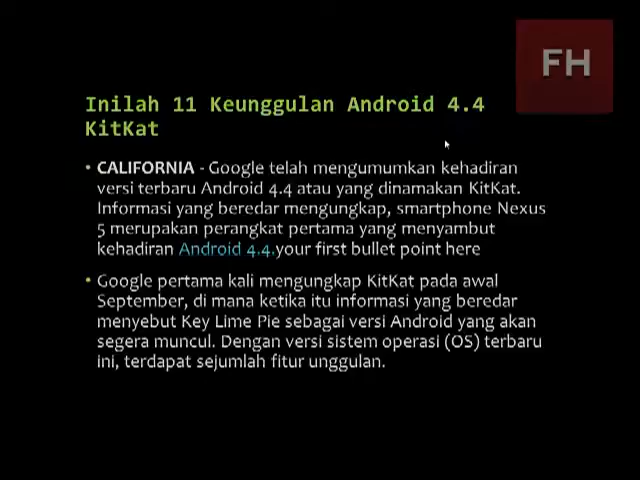 FH
Inilah 11 Keunggulan Android 4.4
KitKat
• CALIFORNIA - Google telah mengumumkan kehadiran
versi terbaru Android 4.4 atau yang dinamakan KitKat.
Informasi yang beredar mengungkap, smartphone Nexus
5 merupakan perangkat pertama yang menyambut
kehadiran Android 4.4.your first bullet point here
• Google pertama kali mengungkap KitKat pada awal
September, di mana ketika itu informasi yang beredar
menyebut Key Lime Pie sebagai versi Android yang akan
segera muncul. Dengan versi sistem operasi (OS) terbaru
ini, terdapat sejumlah fitur unggulan.